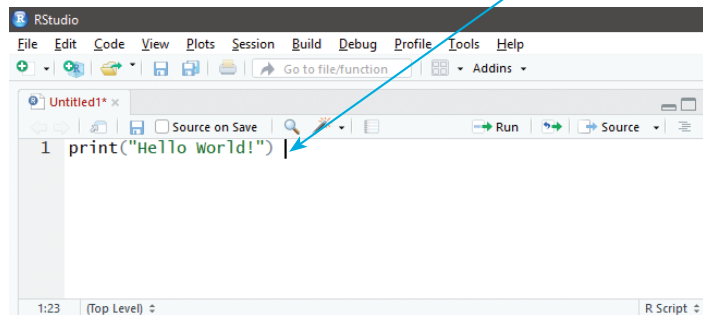 RStudio
File Edit Code View Plots Session Build Debug Profile Tools Help
Go to file/function Addins
Untitled1*
Source on Save Run Source
1 print("Hello World!")
1:23 (Top Level) R Script